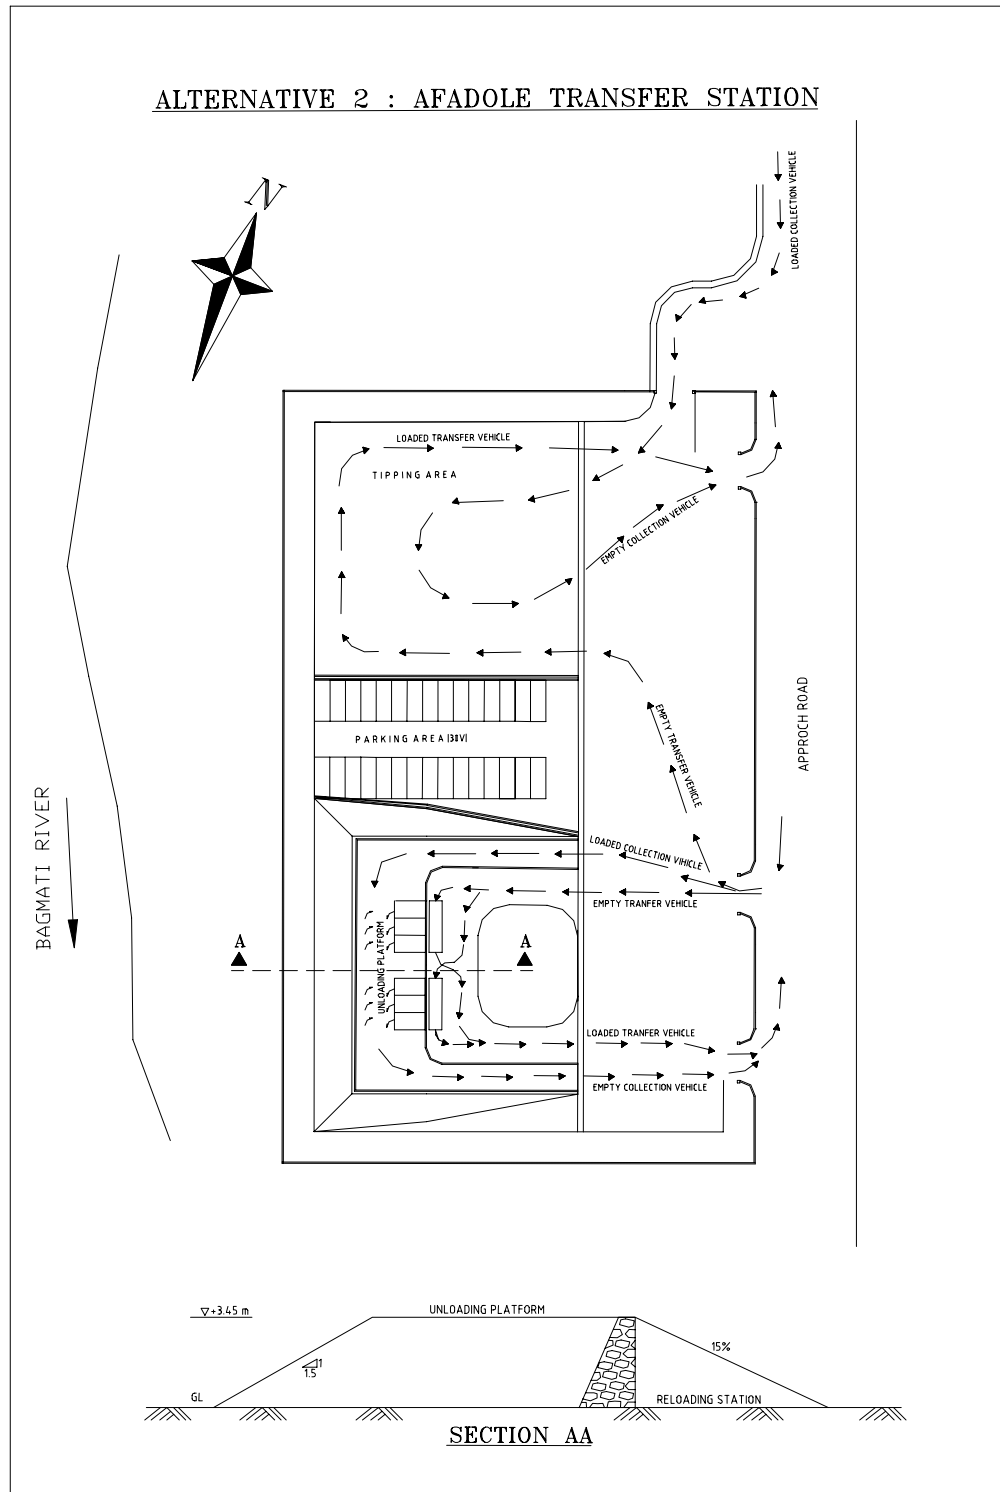 ALTERNATIVE 2 : AFADOLE TRANSFER STATION
LOADED COLLECTION VEHICLE
N
LOADED TRANSFER VEHICLE
TIPPING AREA
EMPTY COLLECTION VEHICLE
EMPTY TRANSFER VEHICLE
APPROCH ROAD
PARKING AREA (38V)
BAGMATI RIVER
LOADED COLLECTION VIHICLE
EMPTY TRANFER VEHICLE
UNLOADING PLATFORM
A
A
LOADED TRANFER VEHICLE
EMPTY COLLECTION VEHICLE
+3.45 m
UNLOADING PLATFORM
15%
1
1.5
GL
RELOADING STATION
SECTION AA